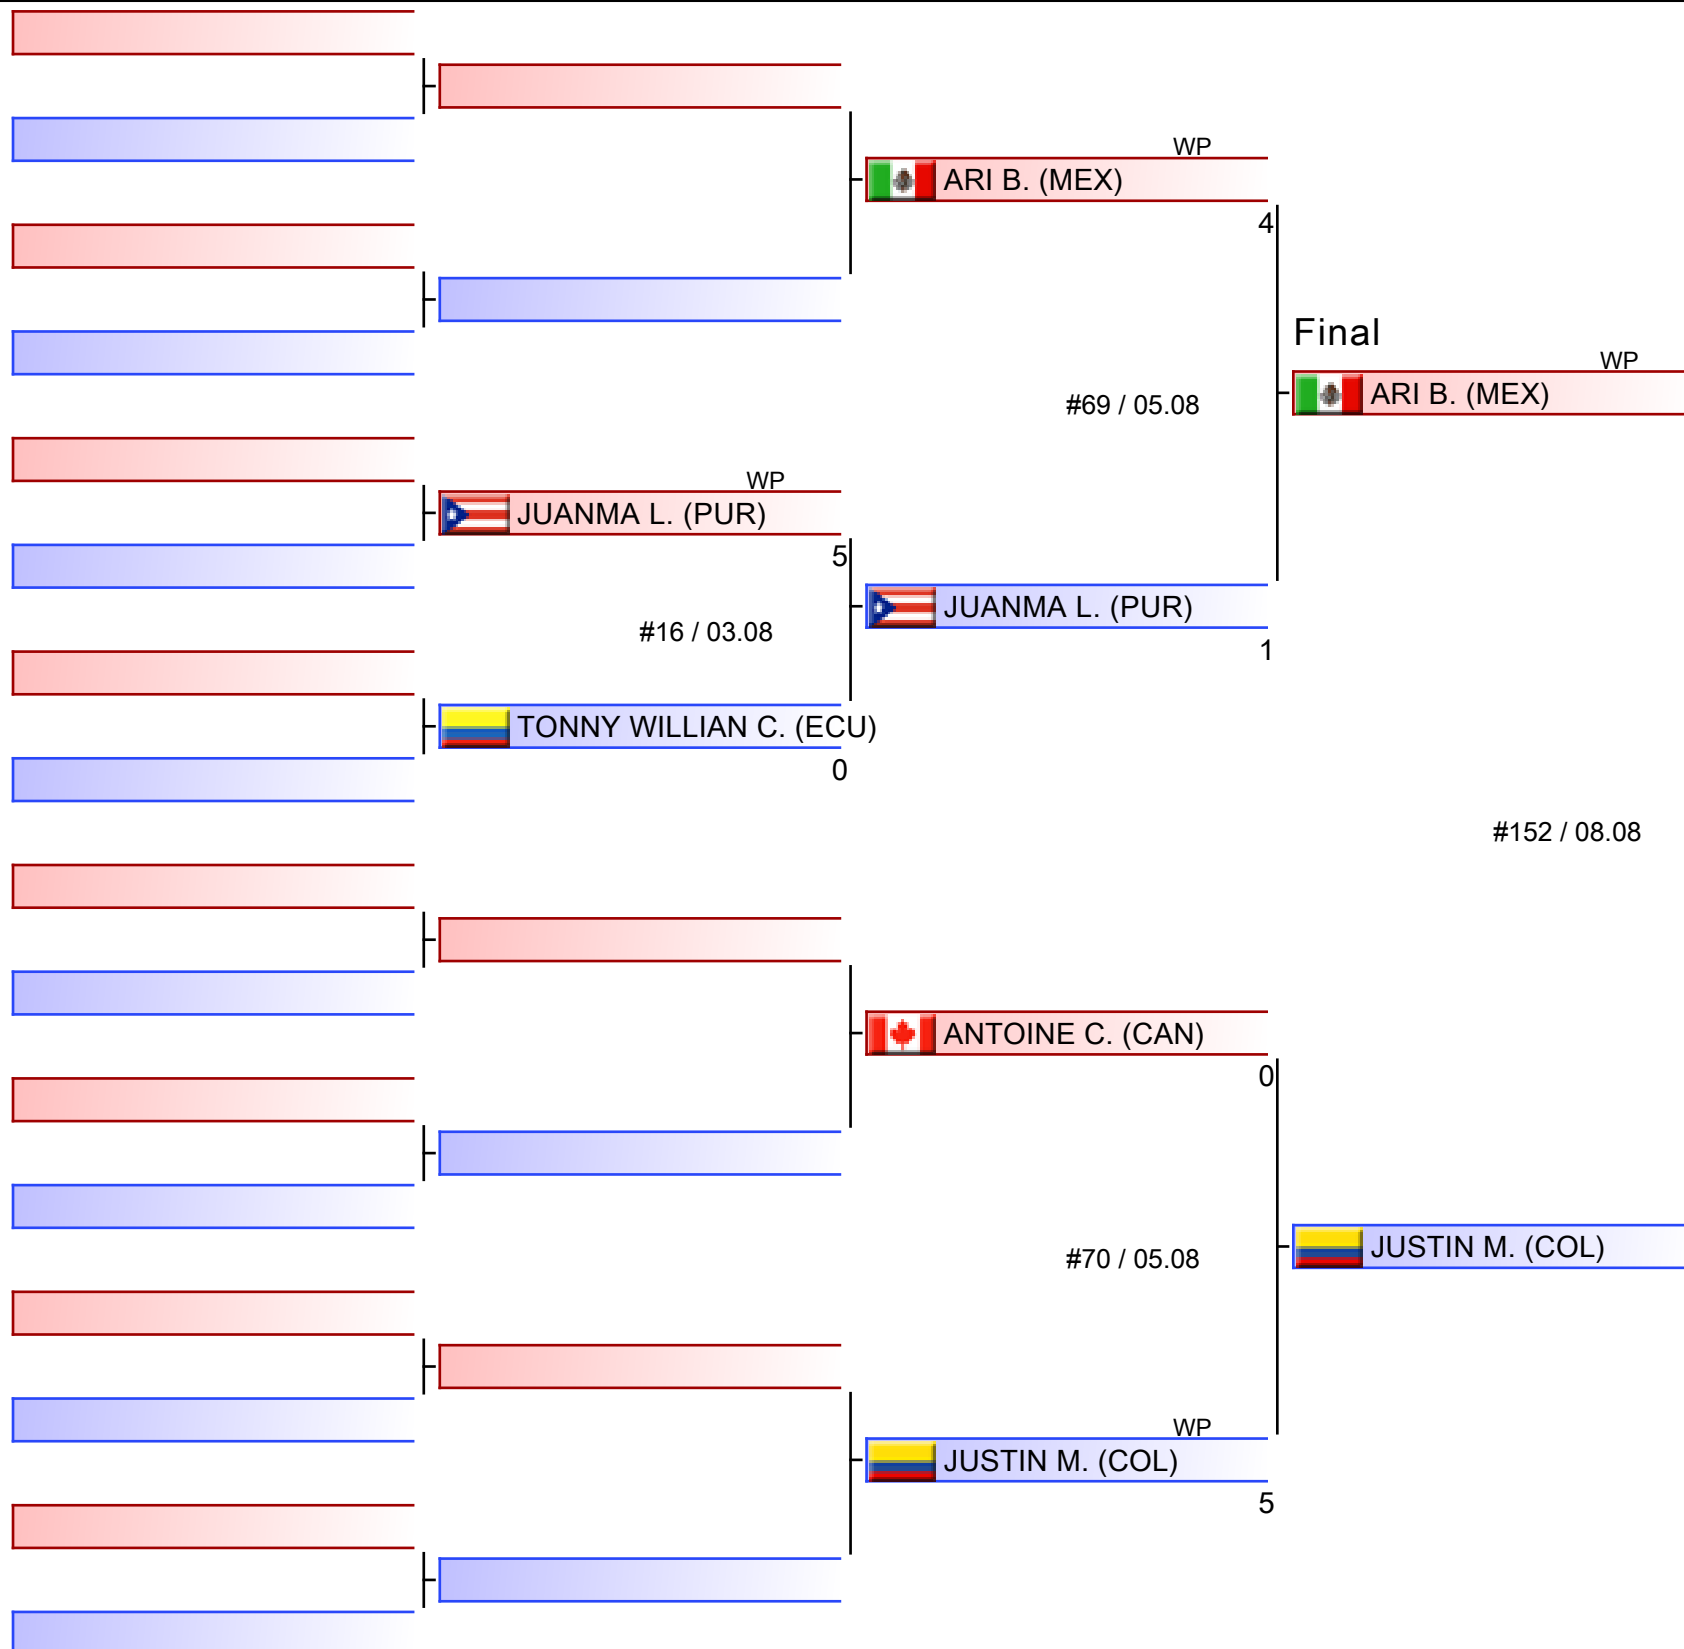 WP
ARI B. (MEX)
4
Final
WP
ARI B. (MEX)
#69 / 05.08
WP
JUANMA L. (PUR)
5
JUANMA L. (PUR)
1
#16 / 03.08
TONNY WILLIAN C. (ECU)
0
#152 / 08.08
ANTOINE C. (CAN)
0
#70 / 05.08
JUSTIN M. (COL)
WP
JUSTIN M. (COL)
5